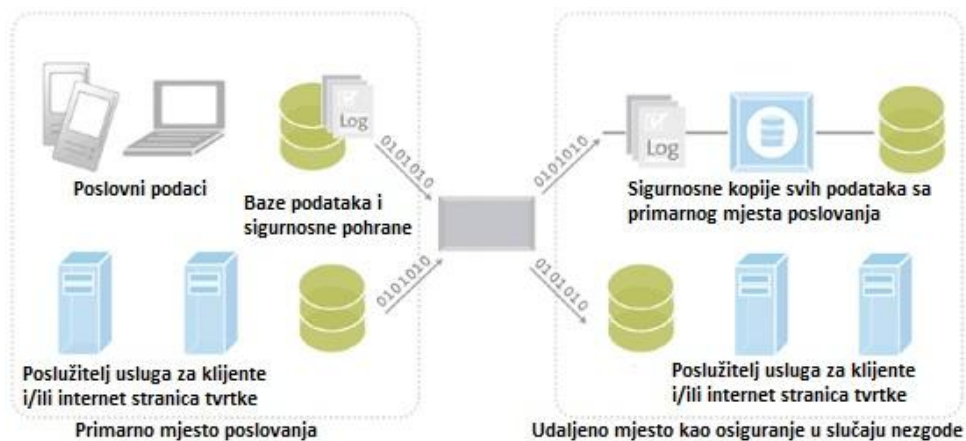 Log
0101010
Poslovni podaci
Baze podataka i
sigurnosne pohrane
0101010
Poslužitelj usluga za klijente
i/ili internet stranica tvrtke
Primarno mjesto poslovanja
0101010
Log
Sigurnosne kopije svih podataka sa
primarnog mjesta poslovanja
0101010
Poslužitelj usluga za klijente
i/ili internet stranica tvrtke
Udaljeno mjesto kao osiguranje u slučaju nezgode